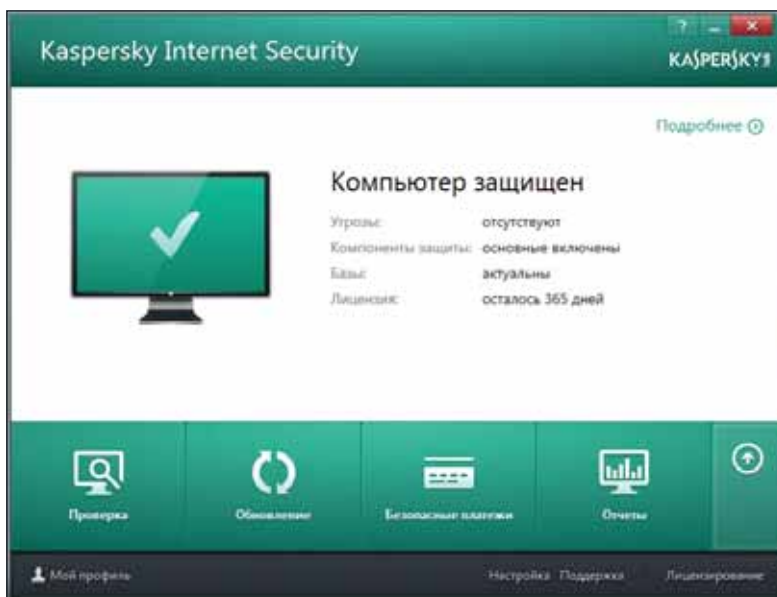 Kaspersky Internet Security
?
KASPERSKY
Подробнее
Компьютер защищен
Угрозы: отсутствуют
Компоненты защиты: основные включены
Базы: актуальны
Лицензия: осталось 365 дней
Проверка
Обновление
Безопасные платежи
Отчеты
Мой профиль
Настройка
Поддержка
Лицензирование